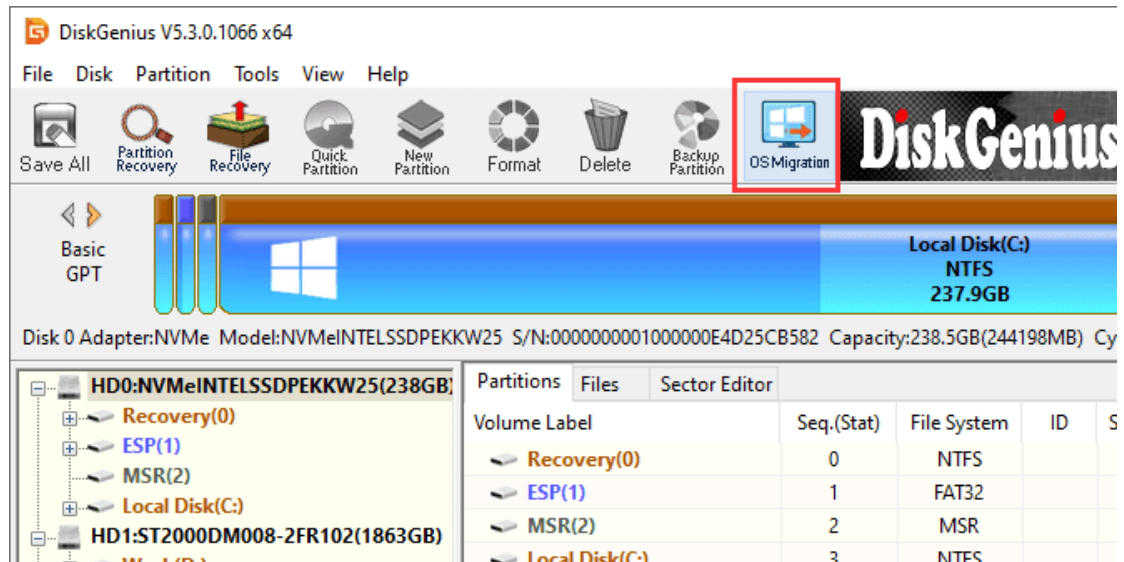 DiskGenius V5.3.0.1066 x64
File Disk Partition Tools View Help
Save All
Partition
Recovery
File
Recovery
Quick
Partition
New
Partition
Format
Delete
Backup
Partition
OS Migration
DiskGenius
Basic
GPT
Local Disk(C:)
NTFS
237.9GB
Disk 0 Adapter:NVMe Model:NVMeINTELSSDPEKKW25 S/N:0000000001000000E4D25CB582 Capacity:238.5GB(244198MB) Cy
HD0:NVMeINTELSSDPEKKW25(238GB)
Recovery(0)
ESP(1)
MSR(2)
Local Disk(C:)
HD1:ST2000DM008-2FR102(1863GB)
Partitions Files Sector Editor
Volume Label Seq.(Stat) File System ID S
Recovery(0) 0 NTFS
ESP(1) 1 FAT32
MSR(2) 2 MSR
Local Disk(C:) 3 NTFS